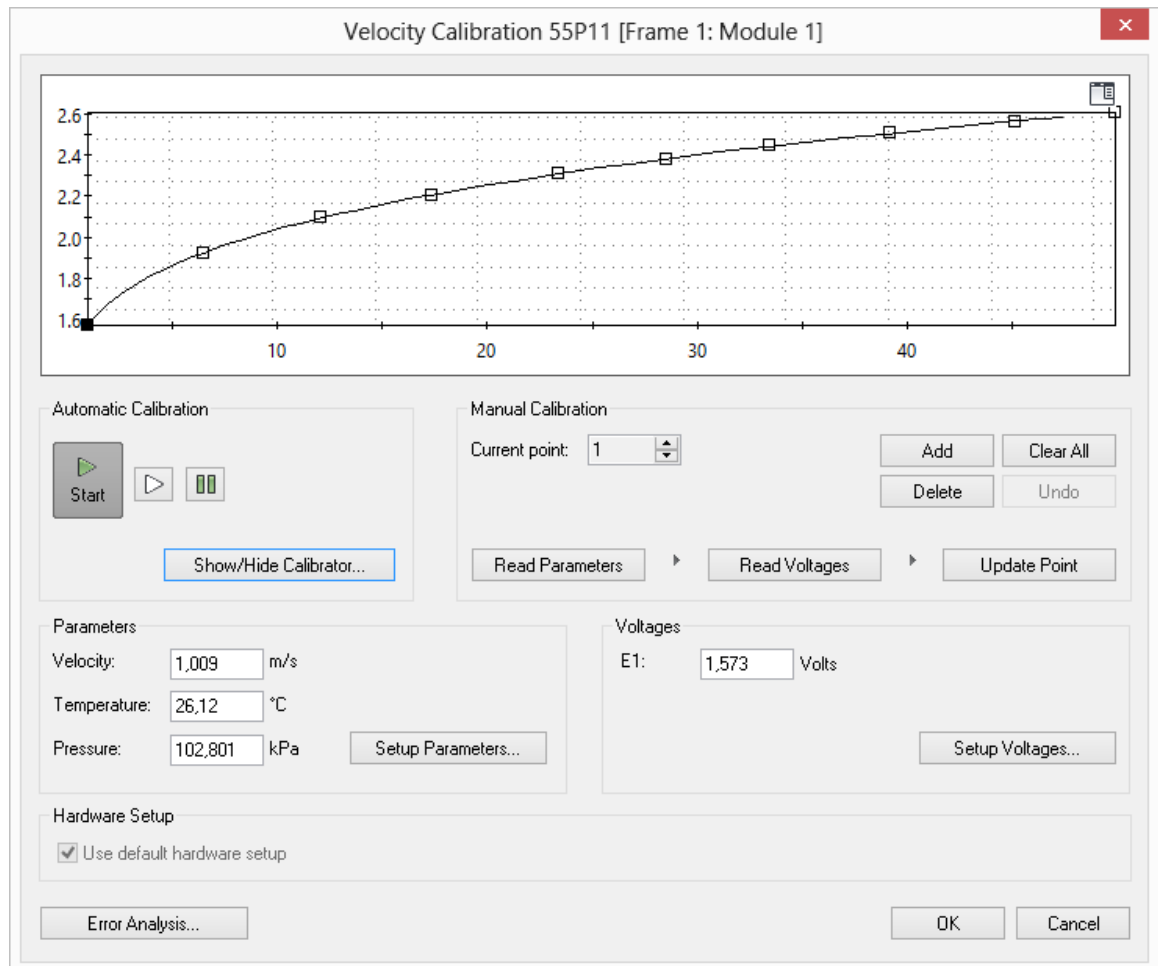 Velocity Calibration 55P11 [Frame 1: Module 1]
2.6
2.4
2.2
2.0
1.8
1.6
10 20 30 40
Automatic Calibration
Start
Show/Hide Calibrator...
Manual Calibration
Current point: 1
Add Clear All
Delete Undo
Read Parameters Read Voltages Update Point
Parameters
Velocity: 1,009 m/s
Temperature: 26,12 °C
Pressure: 102,801 kPa Setup Parameters...
Voltages
E1: 1,573 Volts
Setup Voltages...
Hardware Setup
Use default hardware setup
Error Analysis... OK Cancel